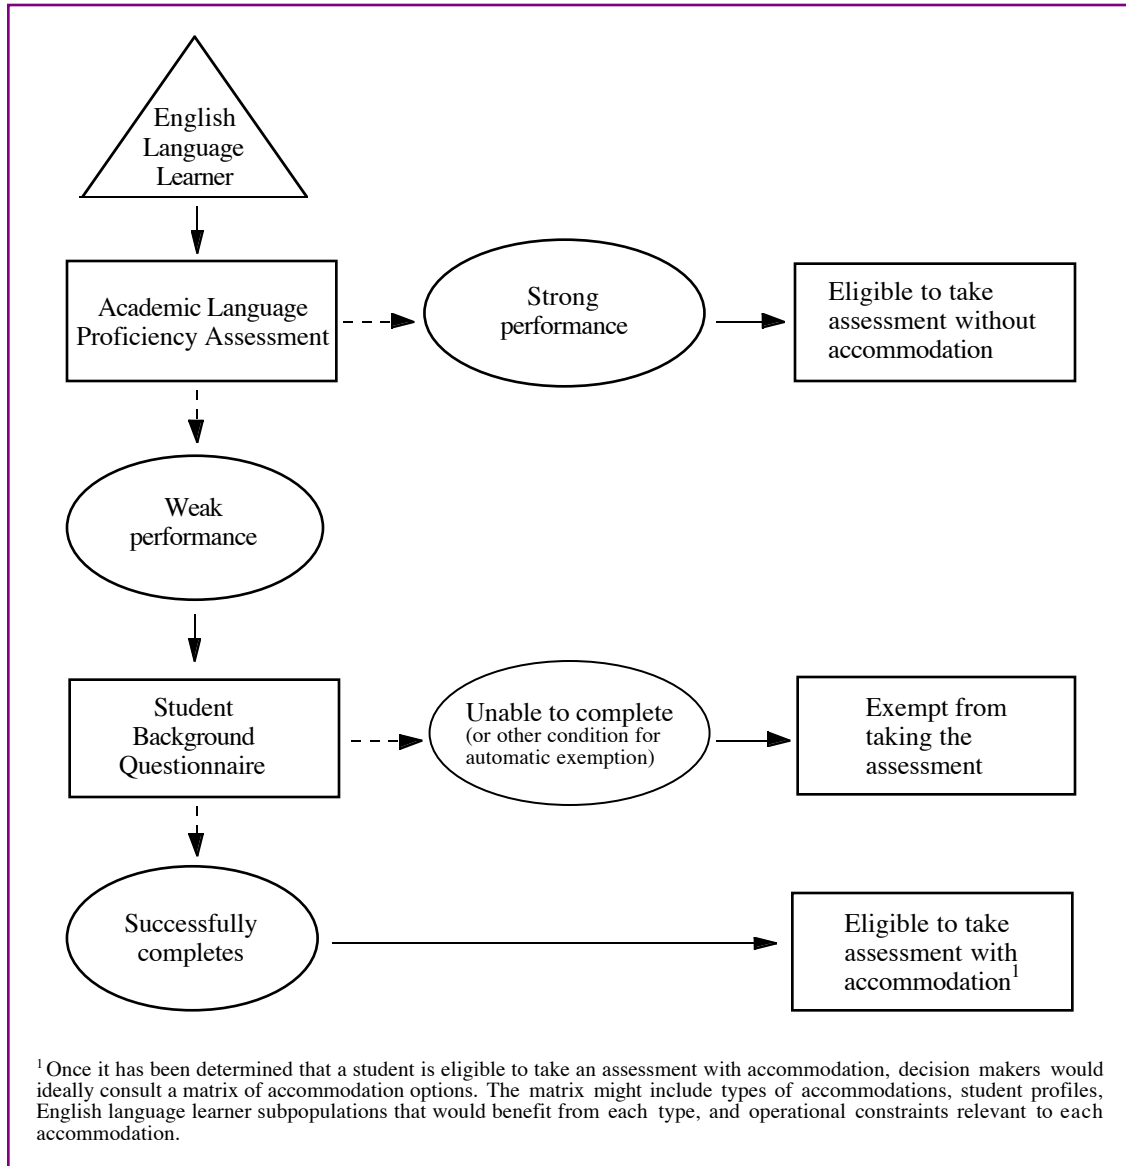 English
Language
Learner
Academic Language
Proficiency Assessment
Strong
performance
Eligible to take
assessment without
accommodation
Weak
performance
Student
Background
Questionnaire
Unable to complete
(or other condition for
automatic exemption)
Exempt from
taking the
assessment
Successfully
completes
Eligible to take
assessment with
accommodation1
1 Once it has been determined that a student is eligible to take an assessment with accommodation, decision makers would
ideally consult a matrix of accommodation options. The matrix might include types of accommodations, student profiles,
English language learner subpopulations that would benefit from each type, and operational constraints relevant to each
accommodation.